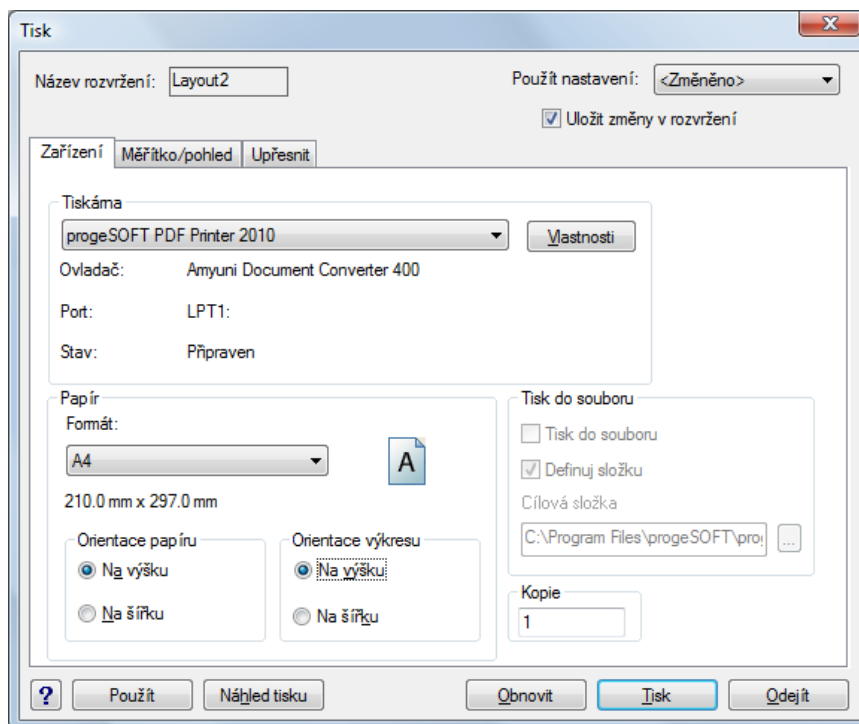 Tisk
Název rozvržení: Layout2 Použít nastavení: <Změněno>
Uložit změny v rozvržení
Zařízení Měřítko/pohled Upřesnit
Tiskárna
progeSOFT PDF Printer 2010 Vlastnosti
Ovladač: Amyuni Document Converter 400
Port: LPT1:
Stav: Připraven
Papír Tisk do souboru
Formát: Tisk do souboru
A4 A Definuj složku
210.0 mm x 297.0 mm Cílová složka
C:\Program Files\progeSOFT\prog ...
Orientace papíru Orientace výkresu
Na výšku Na výšku
Na šířku Na šířku
Kopie
1
? Použít Náhled tisku Obnovit Tisk Odejít